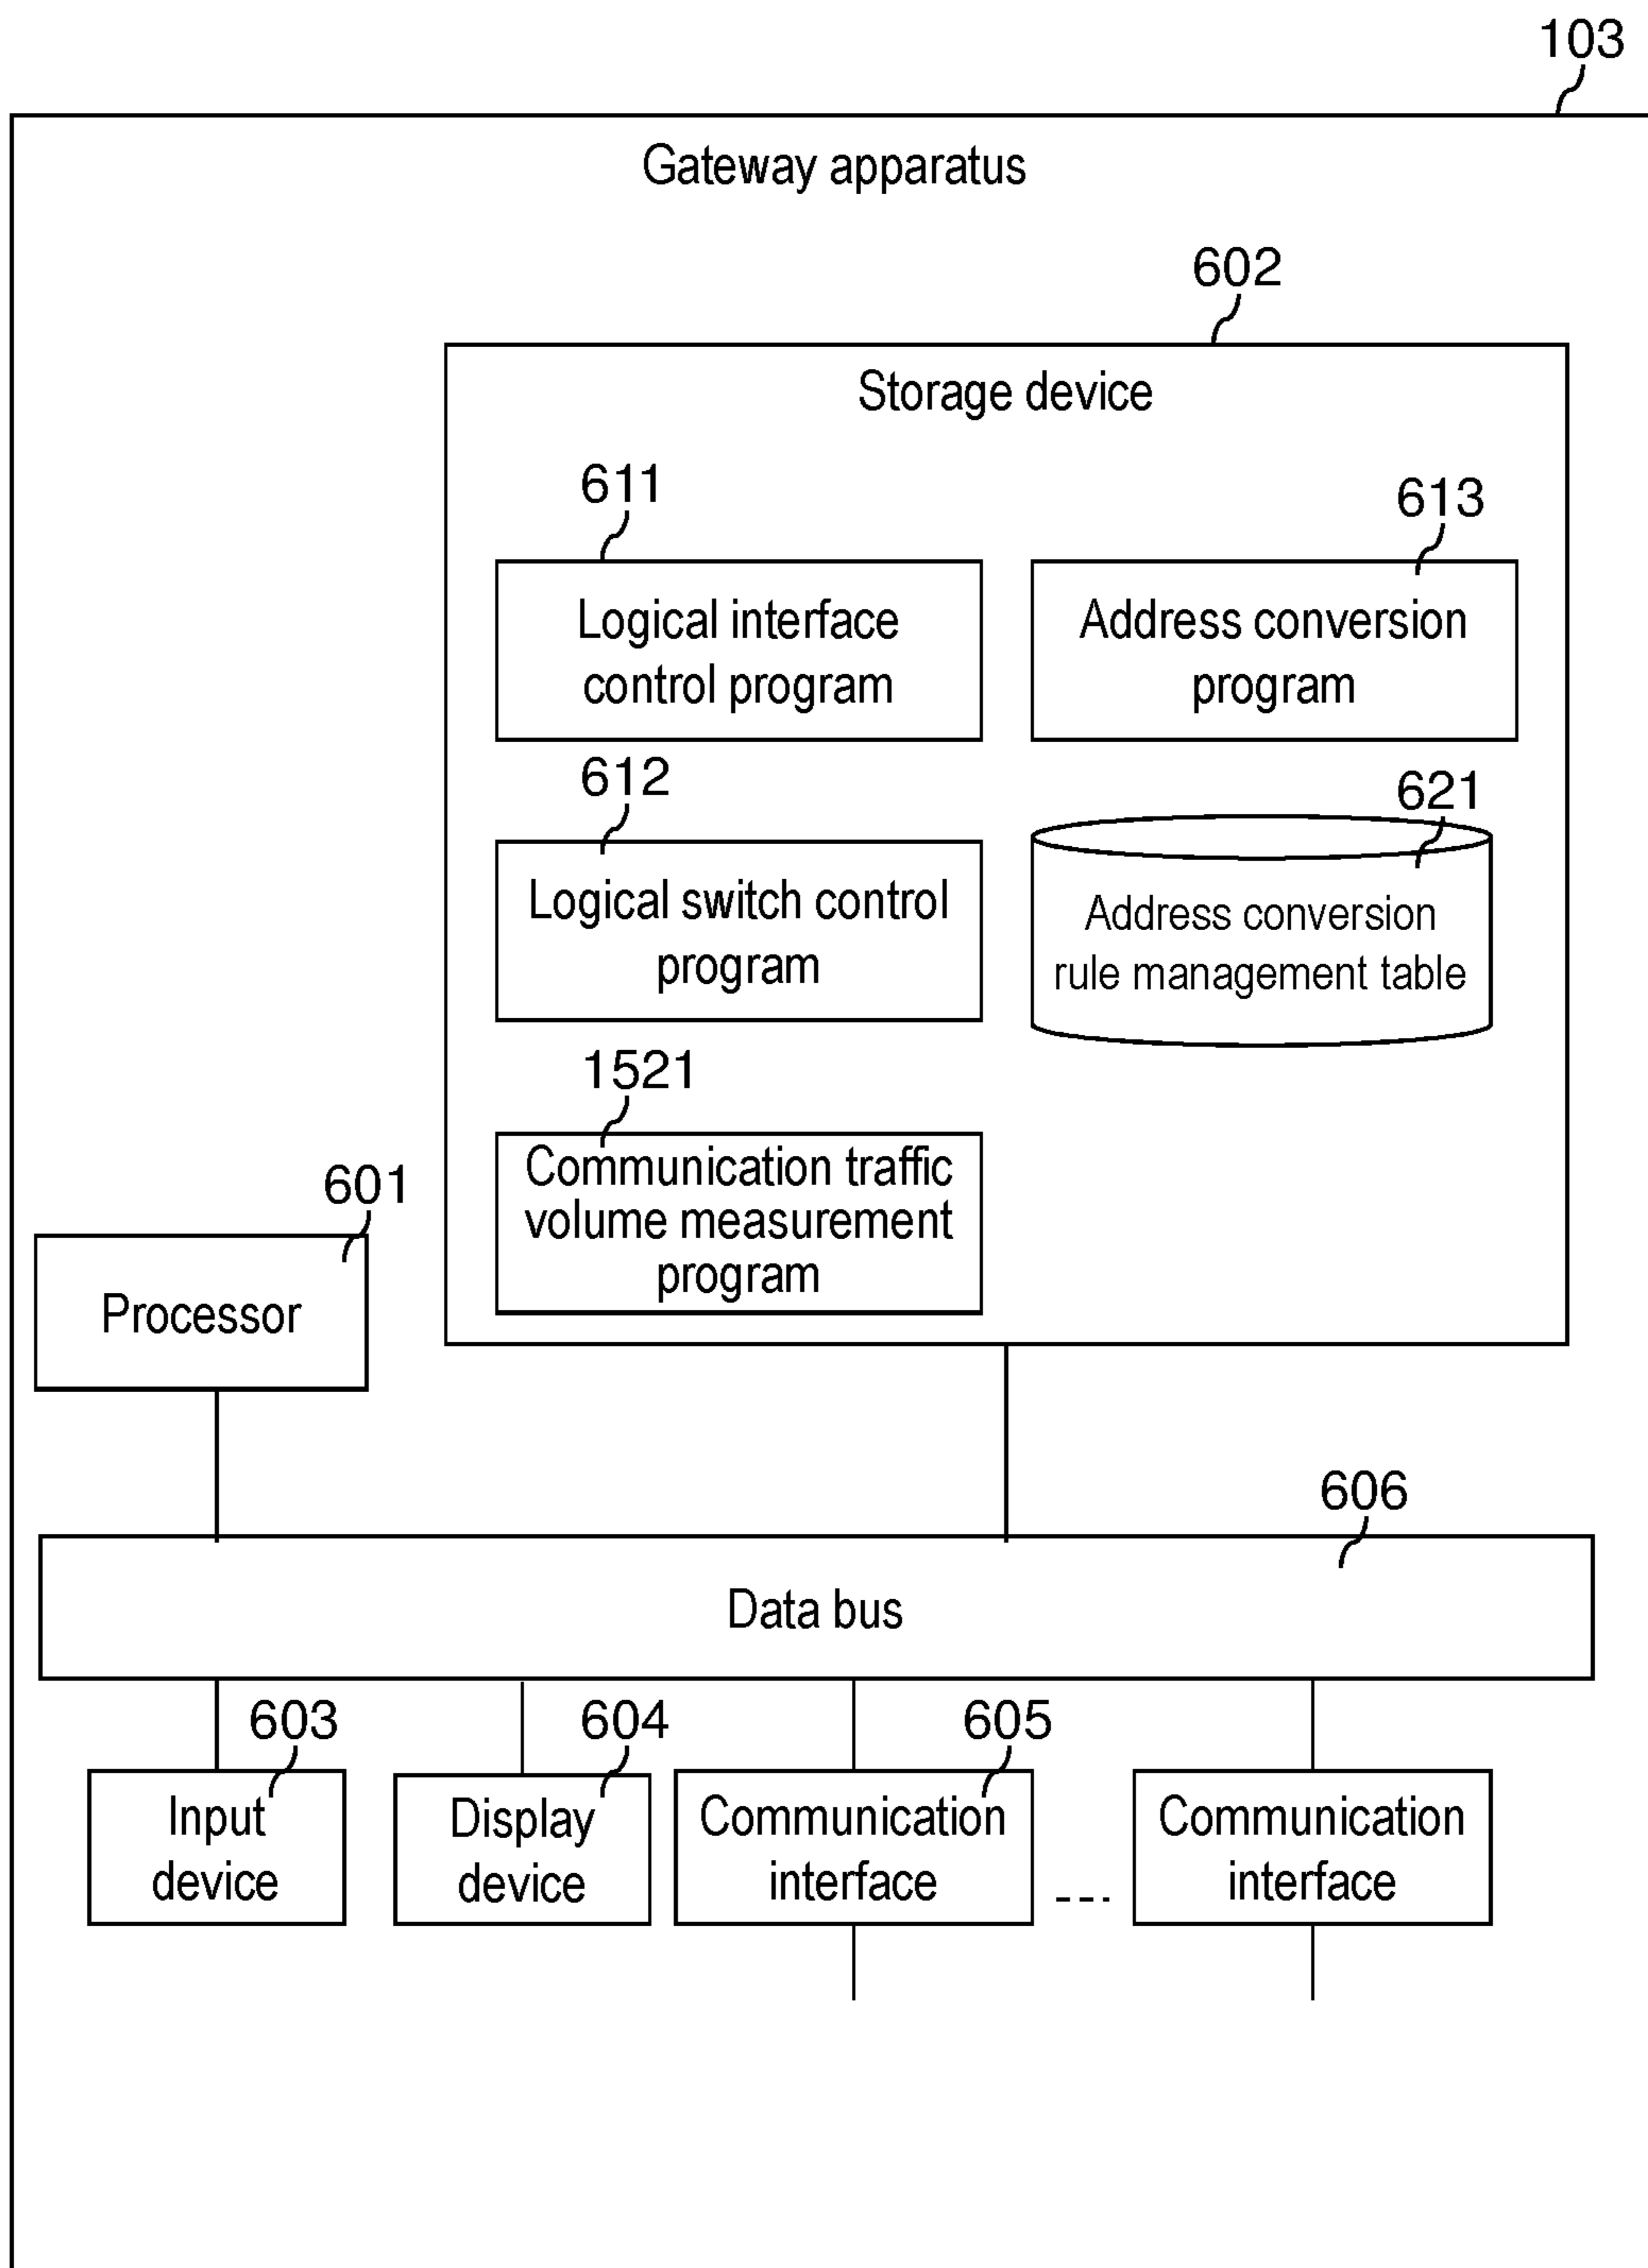 103
Gateway apparatus
602
Storage device
611
613
Logical interface
control program
Address conversion
program
612
621
Logical switch control
program
Address conversion
rule management table
1521
Communication traffic
volume measurement
program
601
Processor
606
Data bus
603
604
605
Input
device
Display
device
Communication
interface
---
Communication
interface